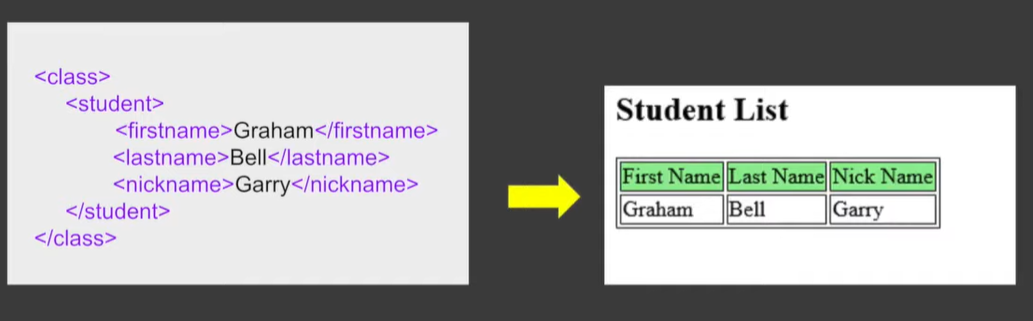 <class>
<student>
<firstname>Graham</firstname>
<lastname>Bell</lastname>
<nickname>Garry</nickname>
</student>
</class>
Student List
First Name Last Name Nick Name
Graham Bell Garry